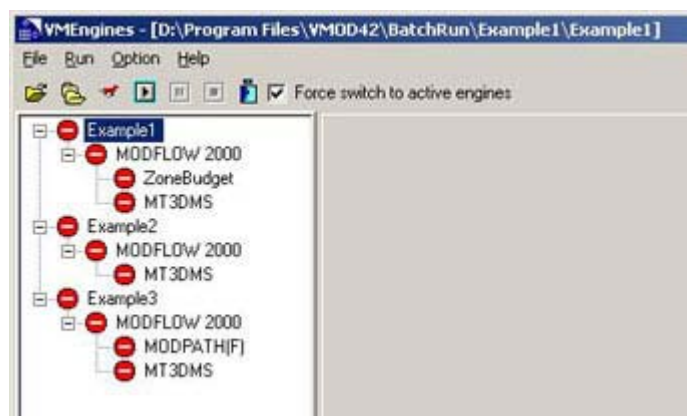 VMEngines - [D:\Program Files\VMOD42\BatchRun\Example1\Example1]
File Run Option Help
Force switch to active engines
Example1
MODFLOW 2000
ZoneBudget
MT3DMS
Example2
MODFLOW 2000
MT3DMS
Example3
MODFLOW 2000
MODPATH(F)
MT3DMS